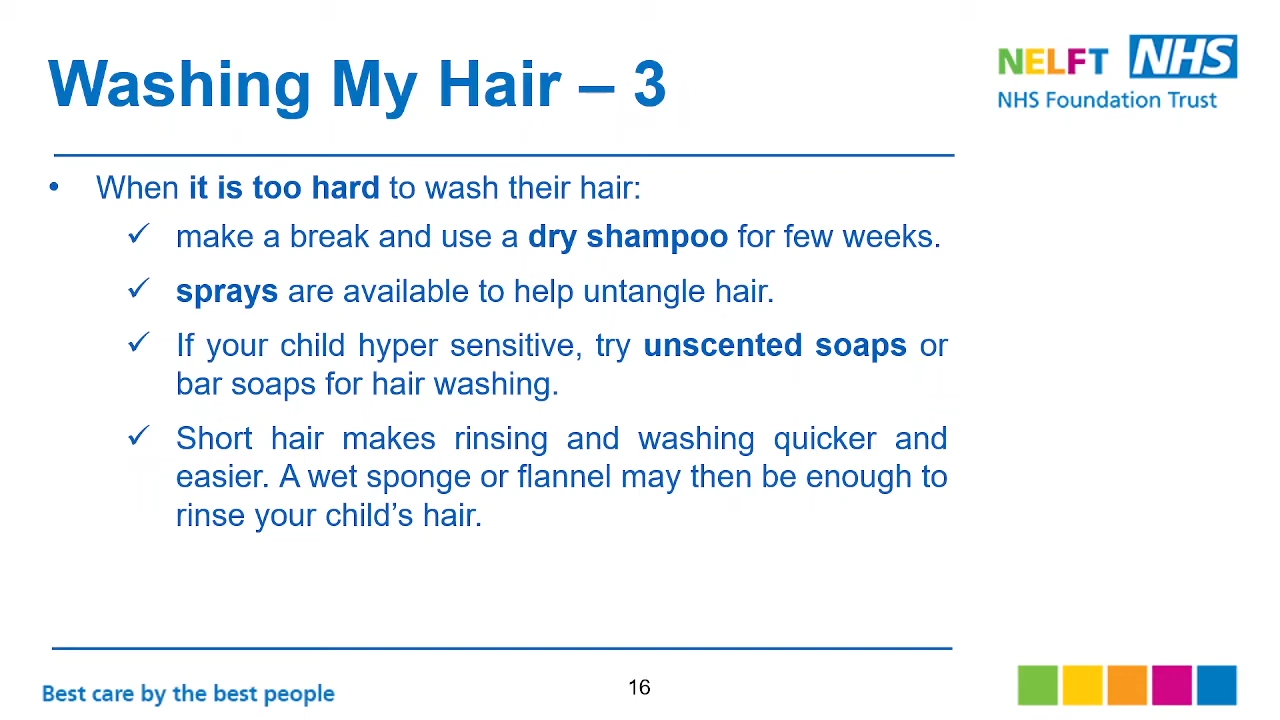 Washing My Hair – 3
NELFT NHS
NHS Foundation Trust
• When it is too hard to wash their hair:
✓ make a break and use a dry shampoo for few weeks.
✓ sprays are available to help untangle hair.
✓ If your child hyper sensitive, try unscented soaps or
bar soaps for hair washing.
✓ Short hair makes rinsing and washing quicker and
easier. A wet sponge or flannel may then be enough to
rinse your child’s hair.
Best care by the best people
16